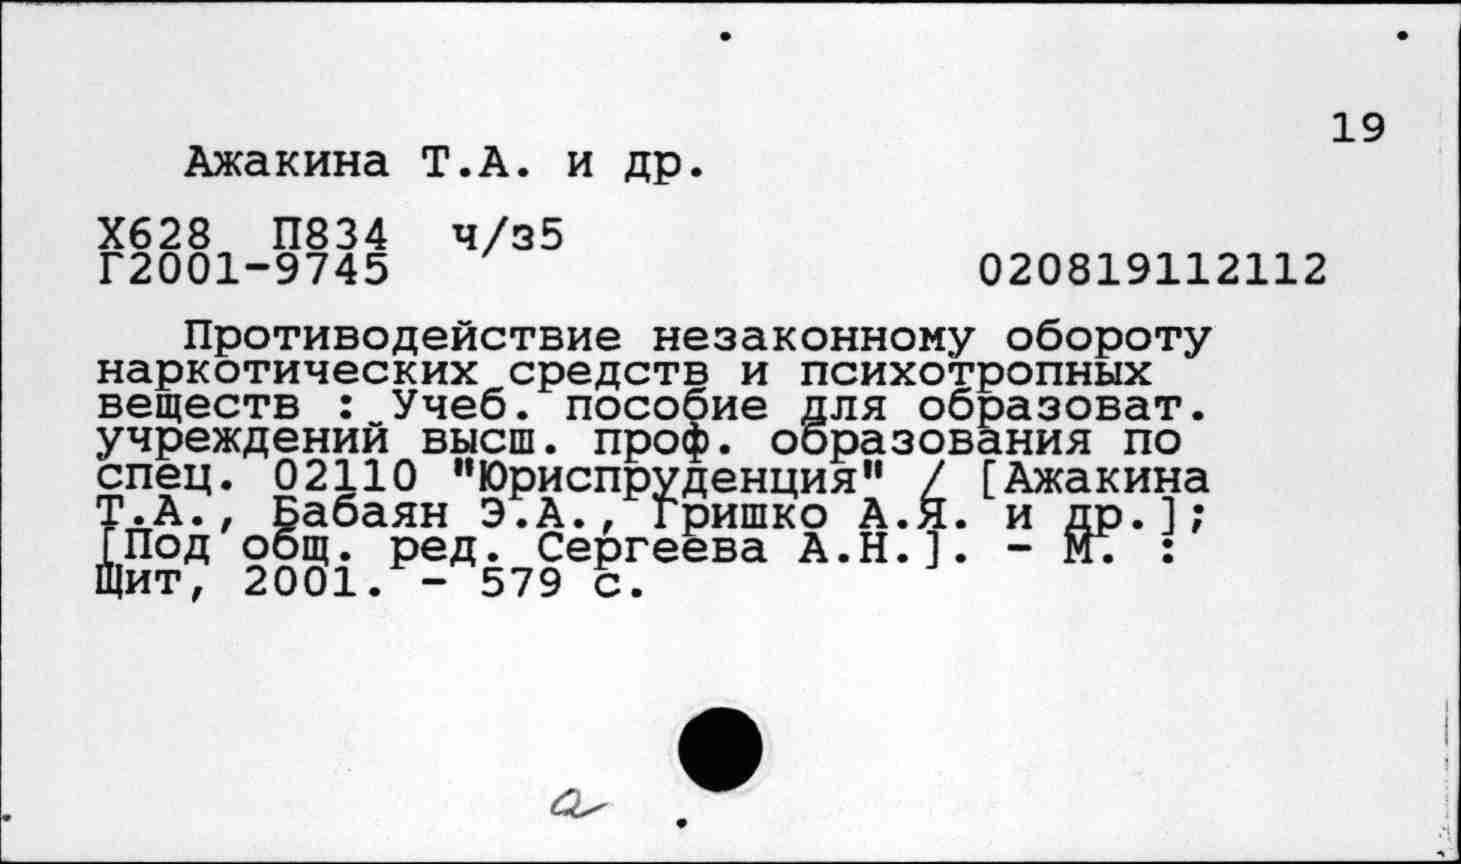 19
Ажакина Т.А. и др.
Х628 П834 ч/з5
Г2001-9745 020819112112
Противодействие незаконному обороту
наркотических средств и психотропных
веществ : Учеб. пособие для образоват.
учреждений высш. проф. образования по
спец. 02110 "Юриспруденция" / [Ажакина
Т.А., Бабаян Э.А., Гришко А.Я. и др.];
[Под общ. ред. Сергеева А.Н.]. - М. :
Щит, 2001. - 579 с.
а